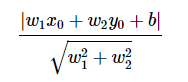 |w₁x₀ + w₂y₀ + b|
√(w₁² + w₂²)